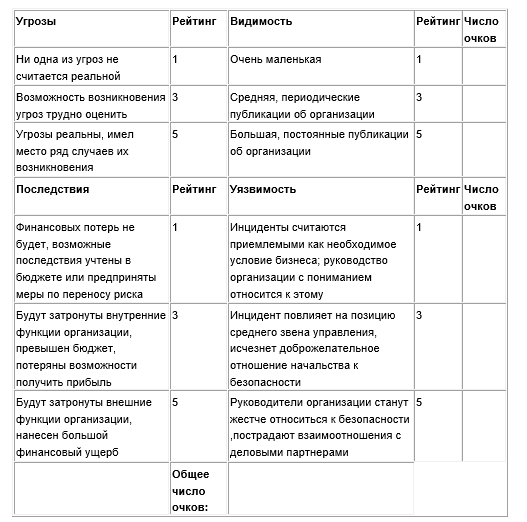 Угрозы Рейтинг Видимость Рейтинг Число
очков
Ни одна из угроз не 1 Очень маленькая 1
считается реальной
Возможность возникновения 3 Средняя, периодические 3
угроз трудно оценить публикации об организации
Угрозы реальны, имел 5 Большая, постоянные публикации 5
место ряд случаев их об организации
возникновения
Последствия Рейтинг Уязвимость Рейтинг Число
очков
Финансовых потерь не 1 Инциденты считаются 1
будет, возможные приемлемыми как необходимое
последствия учтены в условие бизнеса; руководство
бюджете или предприняты организации с пониманием
меры по переносу риска относится к этому
Будут затронуты внутренние 3 Инцидент повлияет на позицию 3
функции организации, среднего звена управления,
превышен бюджет, исчезнет доброжелательное
потеряны возможности отношение начальства к
получить прибыль безопасности
Будут затронуты внешние 5 Руководители организации станут 5
функции организации, жестче относиться к безопасности
нанесен большой ,пострадают взаимоотношения с
финансовый ущерб деловыми партнерами
Общее
число
очков: